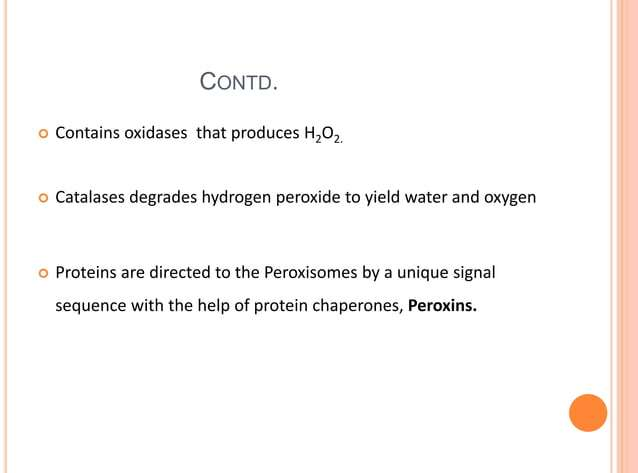 CONTD.
Contains oxidases that produces H₂O₂.
Catalases degrades hydrogen peroxide to yield water and oxygen
Proteins are directed to the Peroxisomes by a unique signal
sequence with the help of protein chaperones, Peroxins.